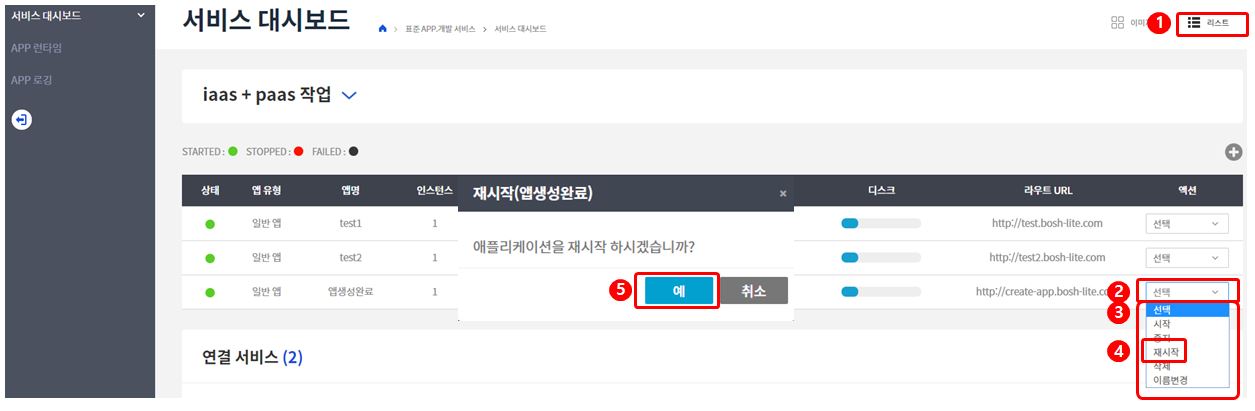 서비스 대시보드
APP 런타임
APP 로깅
서비스 대시보드
표준 APP.개발 서비스 > 서비스 대시보드
이미
1
리스트
iaas + paas 작업
STARTED : STOPPED : FAILED :
상태 앱 유형 앱명 인스턴스 디스크 라우트 URL 액션
일반 앱 test1 1 http://test.bosh-lite.com 선택
일반 앱 test2 1 http://test2.bosh-lite.com 선택
일반 앱 앱생성완료 1 http://create-app.bosh-lite.co 2 선택
재시작(앱생성완료) ×
애플리케이션을 재시작 하시겠습니까?
5 예 취소
3 선택
시작
중지
4 재시작
삭제
이름변경
연결 서비스 (2)